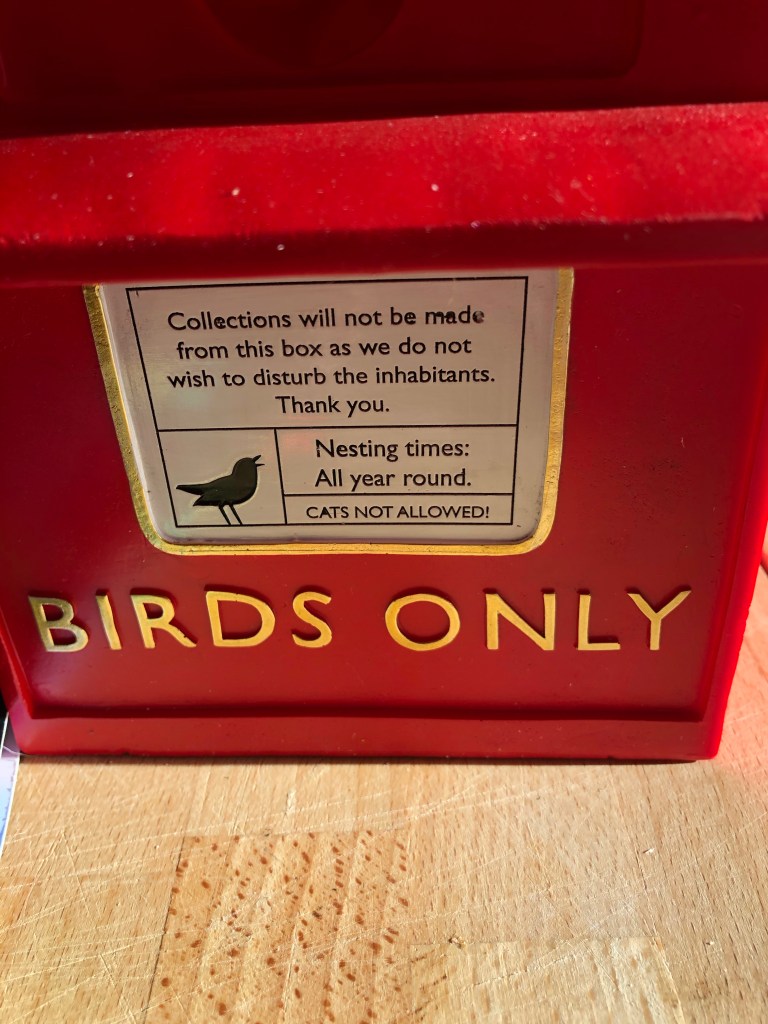 Collections will not be made
from this box as we do not
wish to disturb the inhabitants.
Thank you.
Nesting times:
All year round.
CATS NOT ALLOWED!
BIRDS ONLY